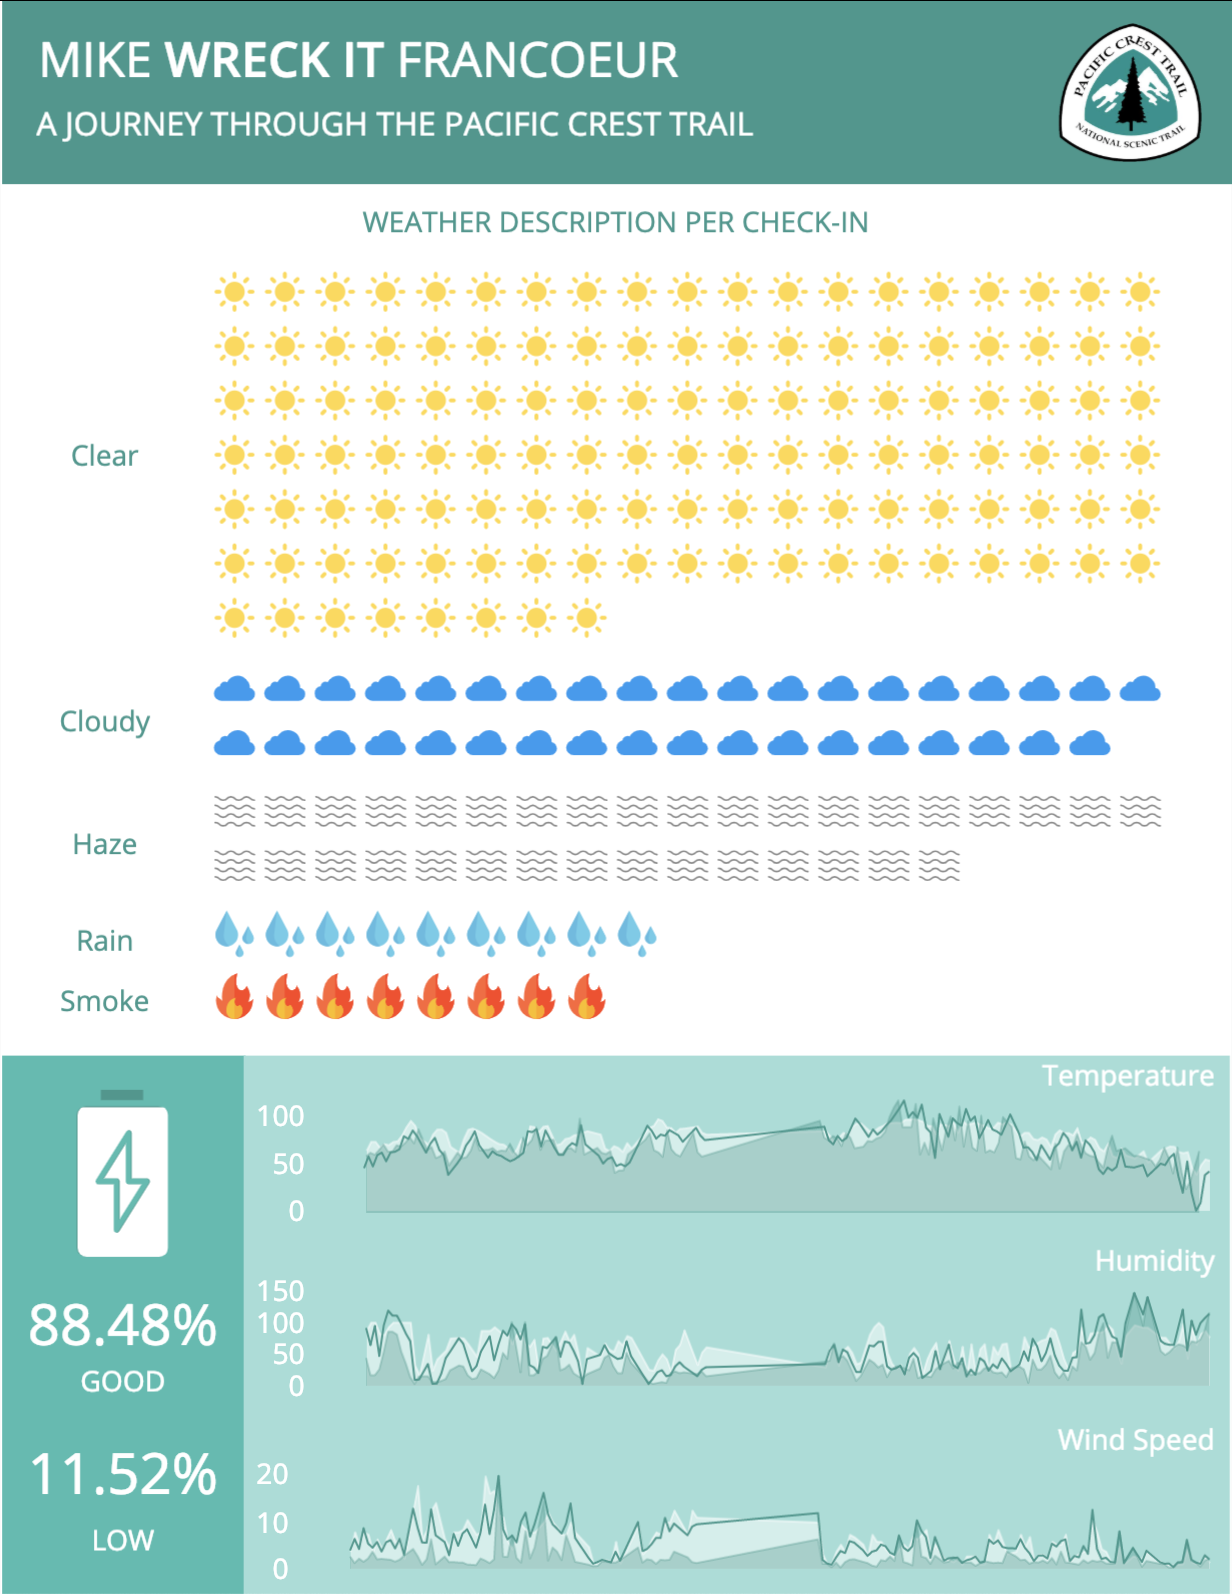 MIKE WRECK IT FRANCOEUR
A JOURNEY THROUGH THE PACIFIC CREST TRAIL
PACIFIC CREST TRAIL
NATIONAL SCENIC TRAIL
WEATHER DESCRIPTION PER CHECK-IN
Clear
Cloudy
Haze
Rain
Smoke
88.48%
GOOD
11.52%
LOW
Temperature
100
50
0
Humidity
150
100
50
0
Wind Speed
20
10
0